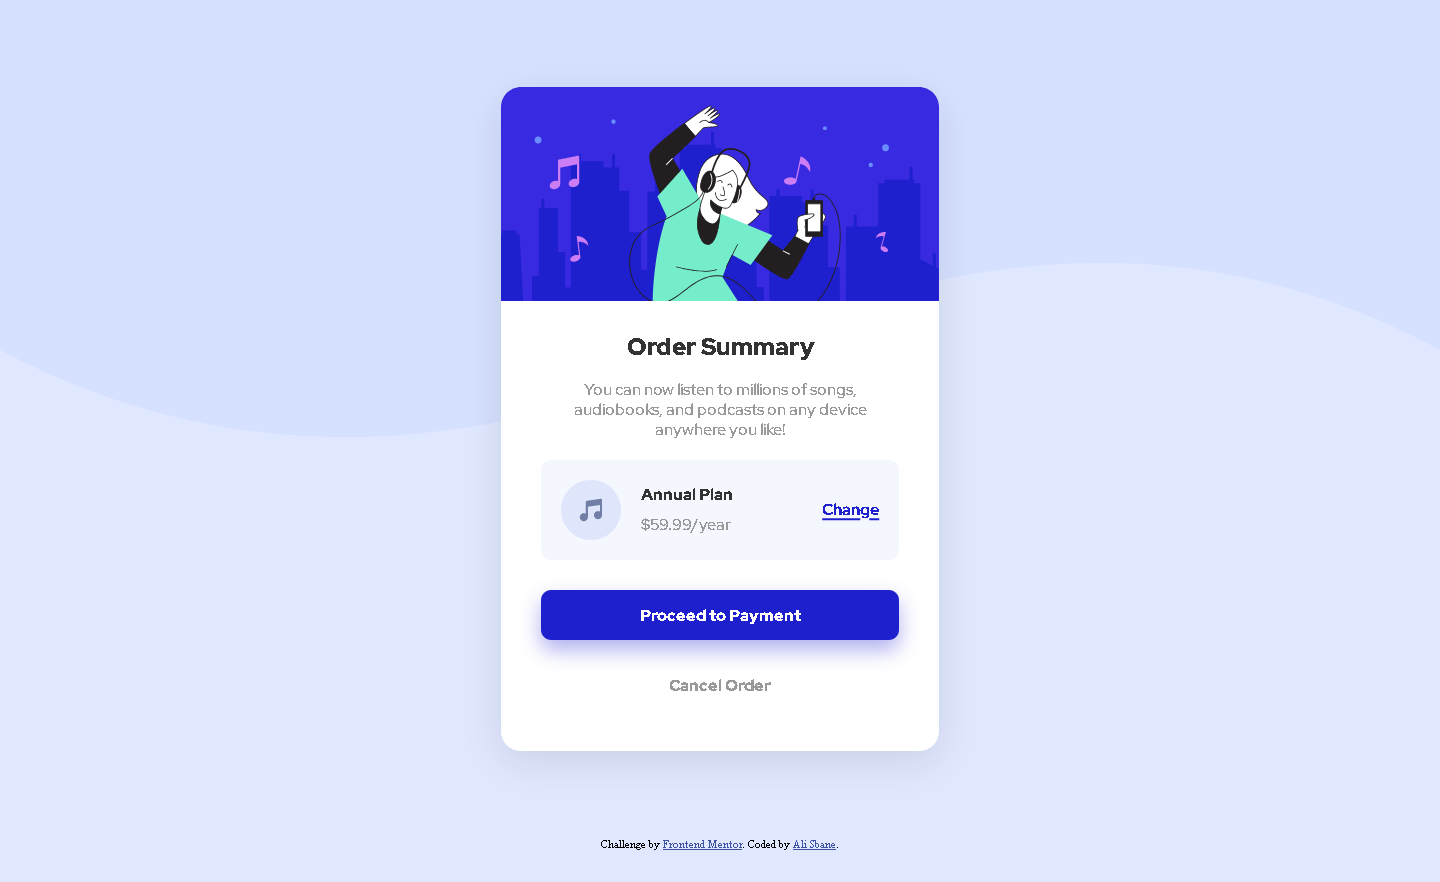 Order Summary
You can now listen to millions of songs,
audiobooks, and podcasts on any device
anywhere you like!
Annual Plan
$59.99/year
Change
Proceed to Payment
Cancel Order
Challenge by Frontend Mentor. Coded by Ali Sbane.